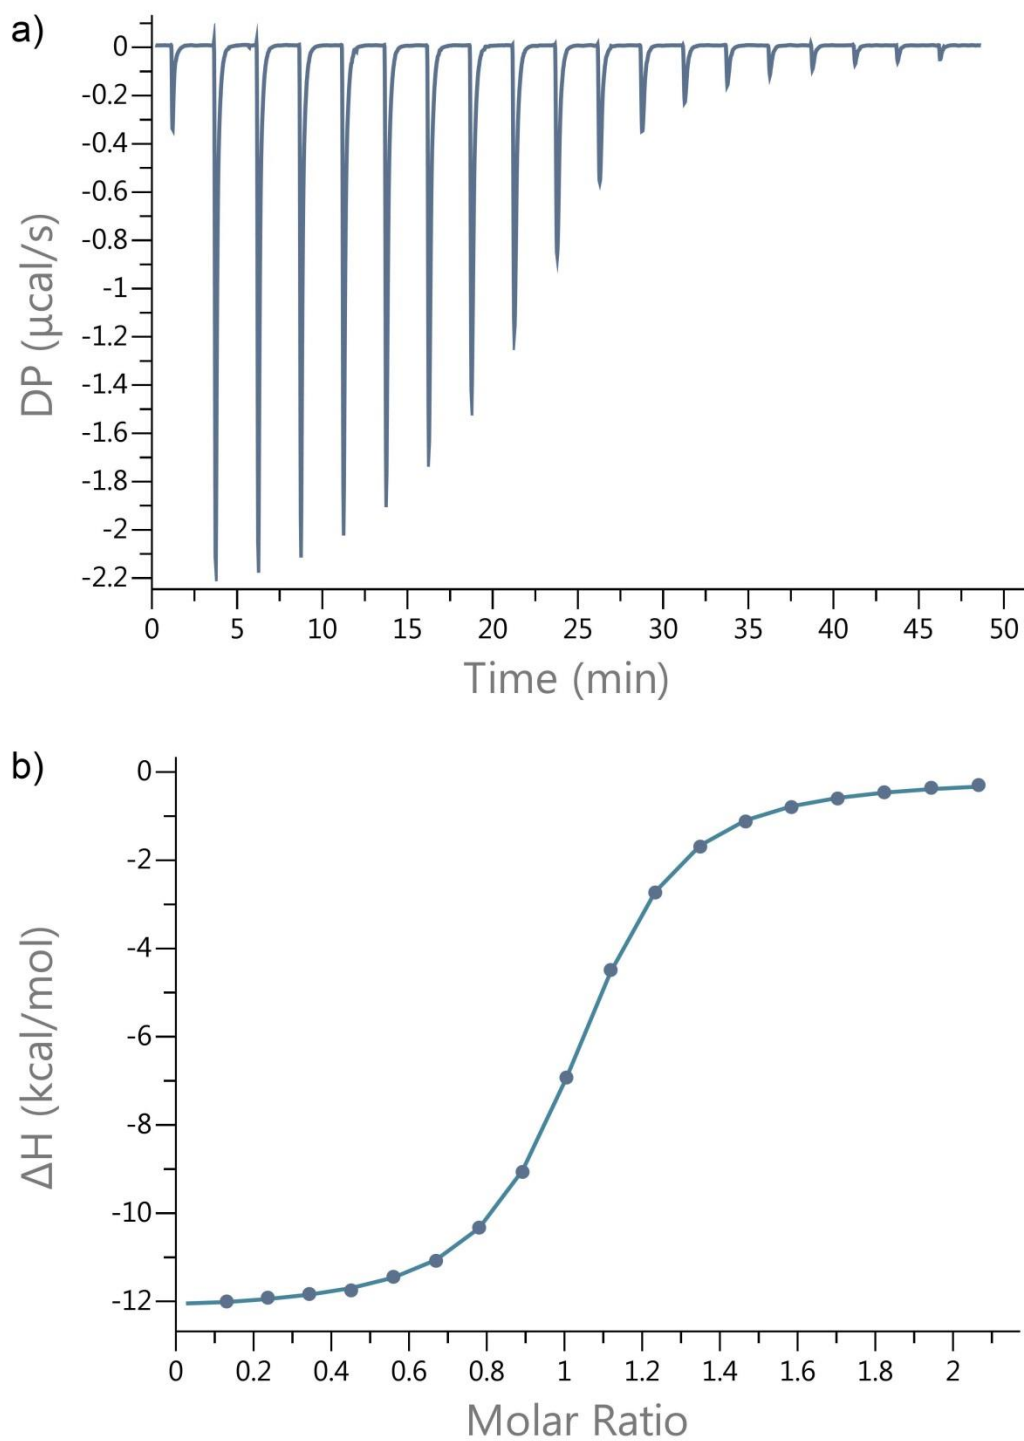 a)
0
-0.2
-0.4
-0.6
-0.8
-1
-1.2
-1.4
-1.6
-1.8
-2
-2.2
DP (μcal/s)
0 5 10 15 20 25 30 35 40 45 50
Time (min)
b)
0
-2
-4
-6
-8
-10
-12
ΔH (kcal/mol)
0 0.2 0.4 0.6 0.8 1 1.2 1.4 1.6 1.8 2
Molar Ratio